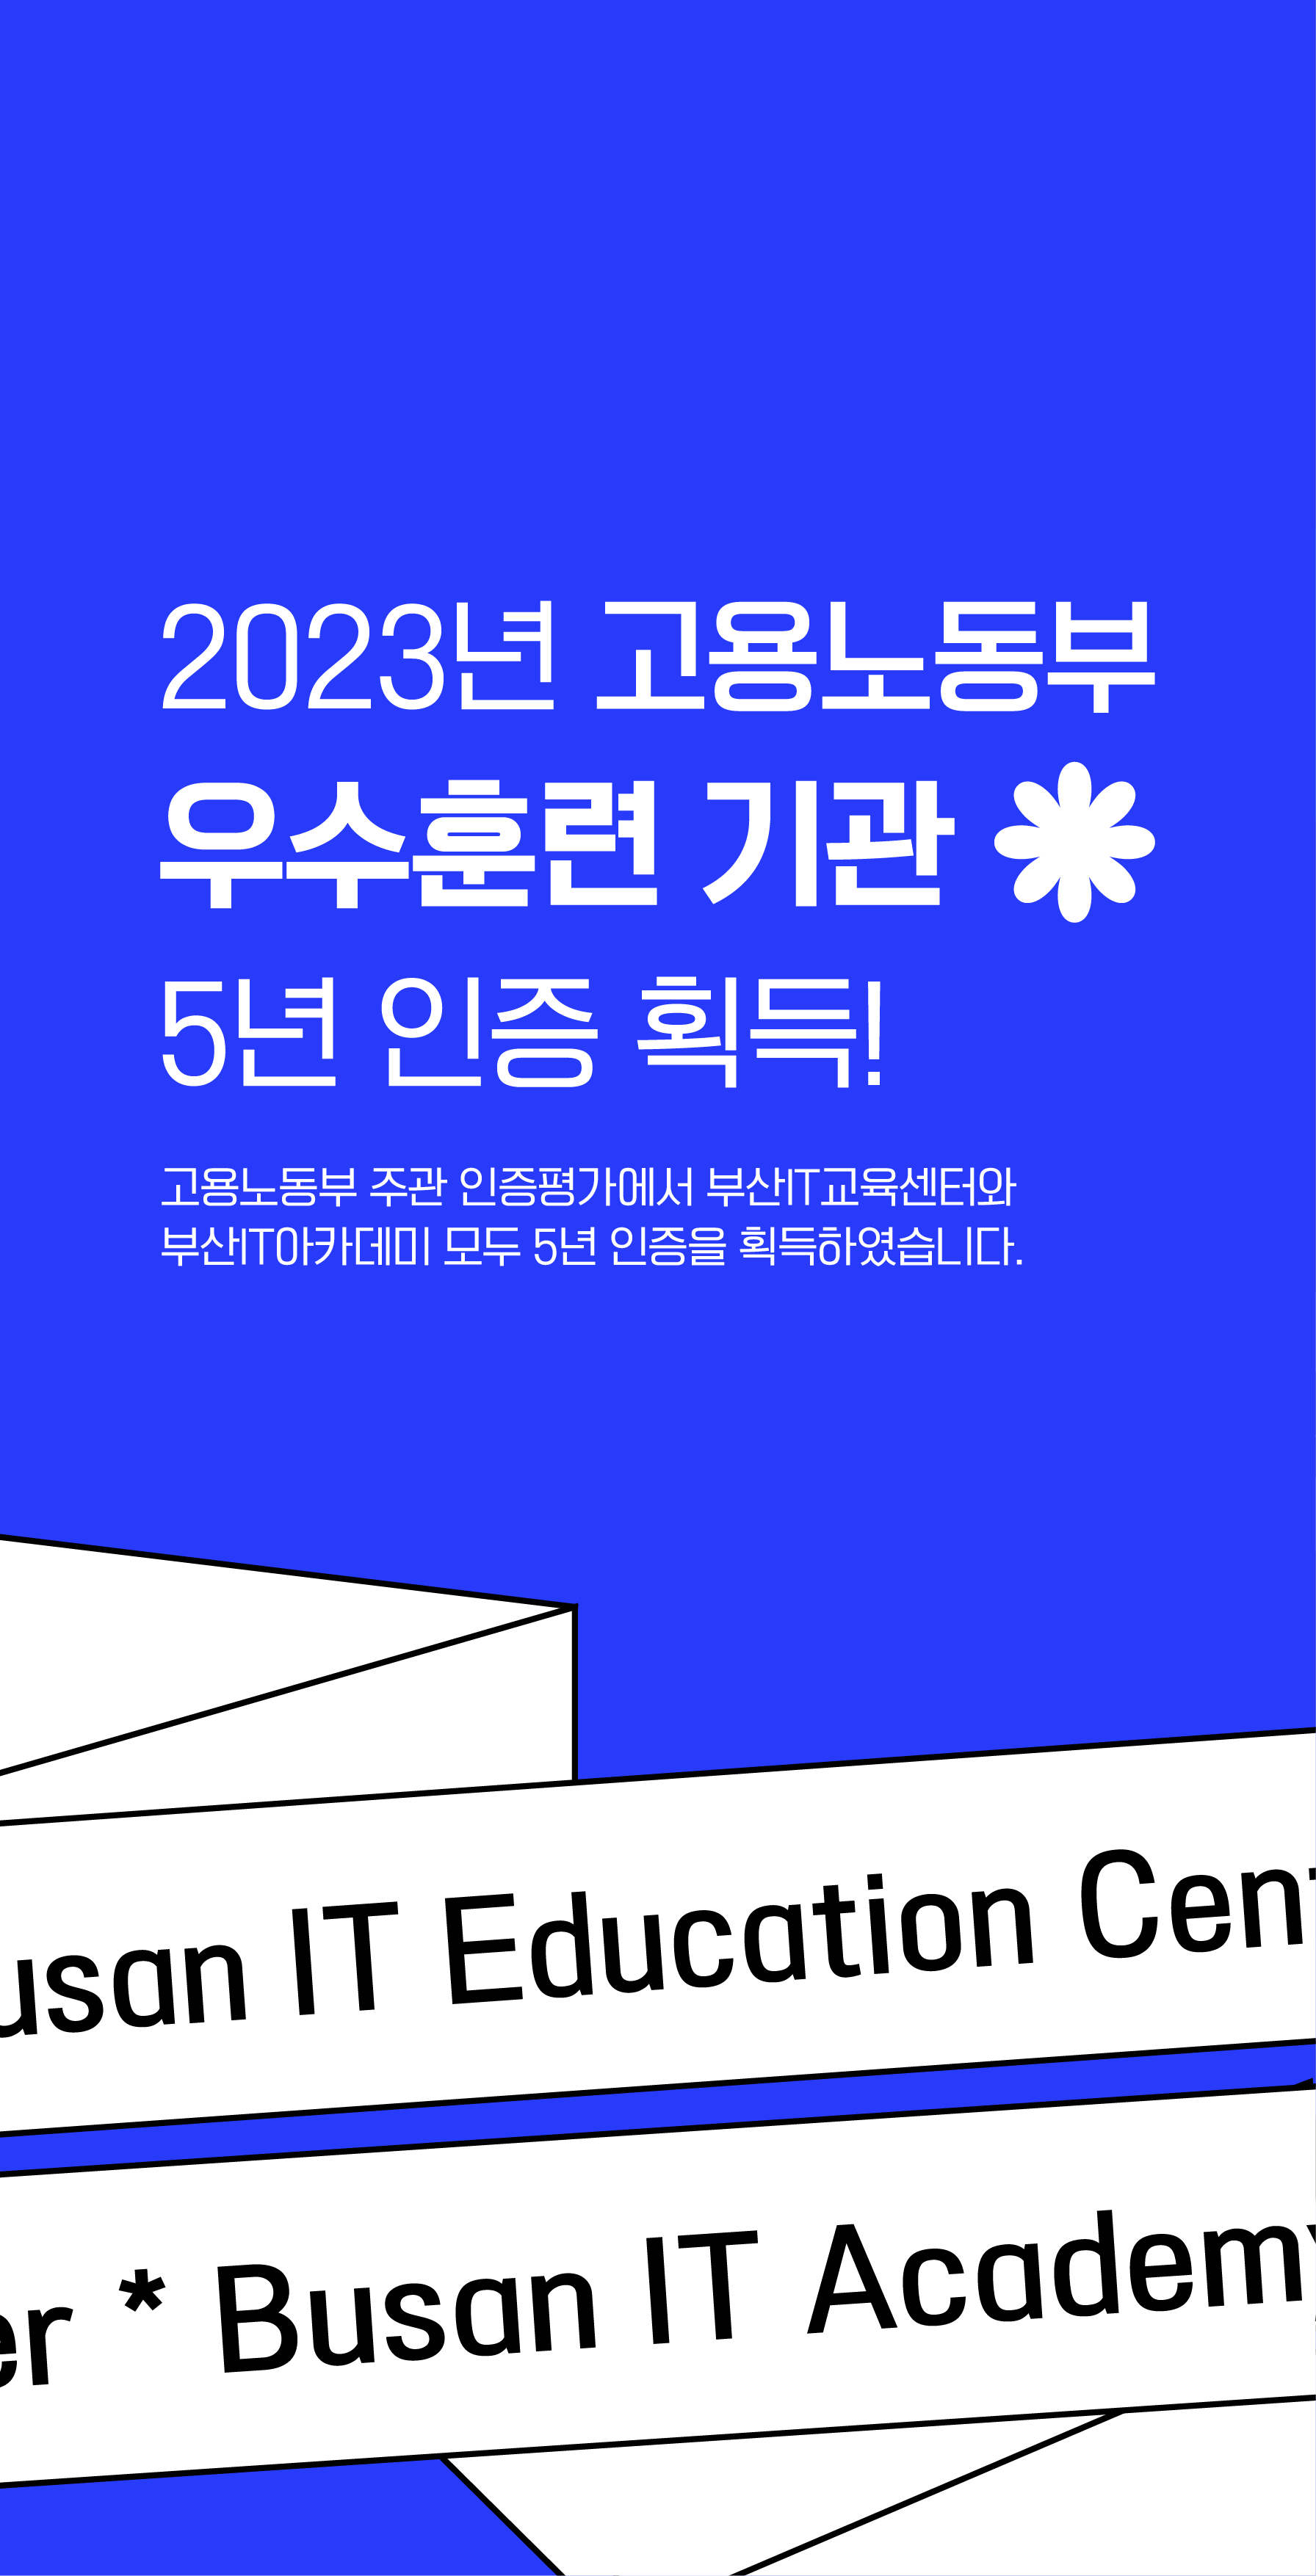 2023년 고용노동부
우수훈련 기관
5년 인증 획득!
고용노동부 주관 인증평가에서 부산IT교육센터와
부산IT아카데미 모두 5년 인증을 획득하였습니다.
usan IT Education Cent
er * Busan IT Academy